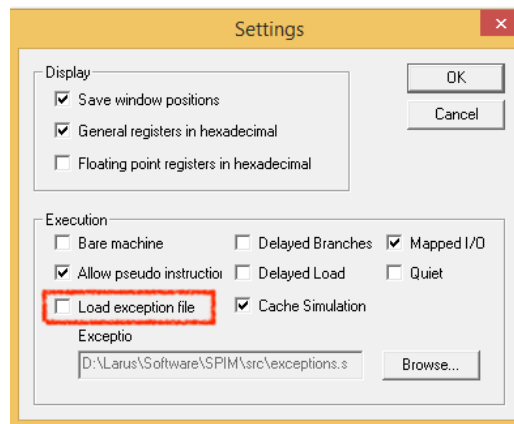 Settings
Display
Save window positions
General registers in hexadecimal
Floating point registers in hexadecimal
OK
Cancel
Execution
Bare machine Delayed Branches Mapped I/O
Allow pseudo instructio Delayed Load Quiet
Load exception file Cache Simulation
Exceptio
D:\Larus\Software\SPIM\src\exceptions.s Browse...